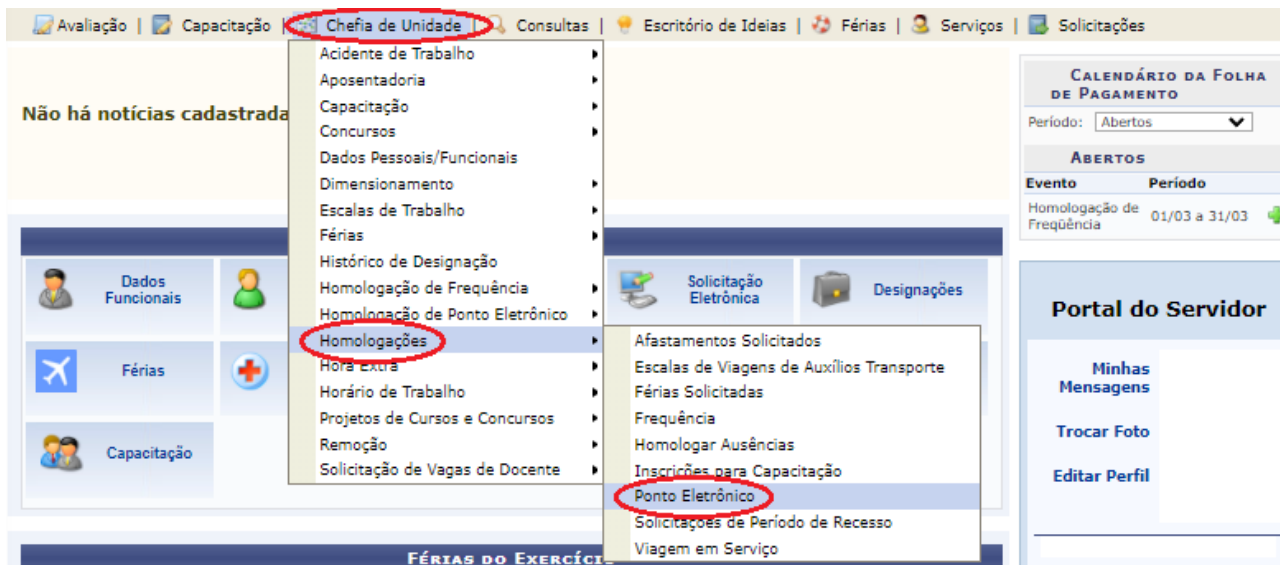 Avaliação | Capacitação | Chefia de Unidade | Consultas | Escritório de Ideias | Férias | Serviços | Solicitações
Não há notícias cadastrada
Acidente de Trabalho
Aposentadoria
Capacitação
Concursos
Dados Pessoais/Funcionais
Dimensionamento
Escalas de Trabalho
Férias
Histórico de Designação
Homologação de Frequência
Homologação de Ponto Eletrônico
Homologações
Hora Extra
Horário de Trabalho
Projetos de Cursos e Concursos
Remoção
Solicitação de Vagas de Docente
Afastamentos Solicitados
Escalas de Viagens de Auxílios Transporte
Férias Solicitadas
Frequência
Homologar Ausências
Inscrições para Capacitação
Ponto Eletrônico
Solicitações de Período de Recesso
Viagem em Serviço
Dados
Funcionais
Solicitação
Eletrônica
Designações
Férias
Capacitação
FÉRIAS DO EXERCÍCI
CALENDÁRIO DA FOLHA
DE PAGAMENTO
Período: Abertos
ABERTOS
Evento Período
Homologação de
Freqüência 01/03 a 31/03
Portal do Servidor
Minhas
Mensagens
Trocar Foto
Editar Perfil